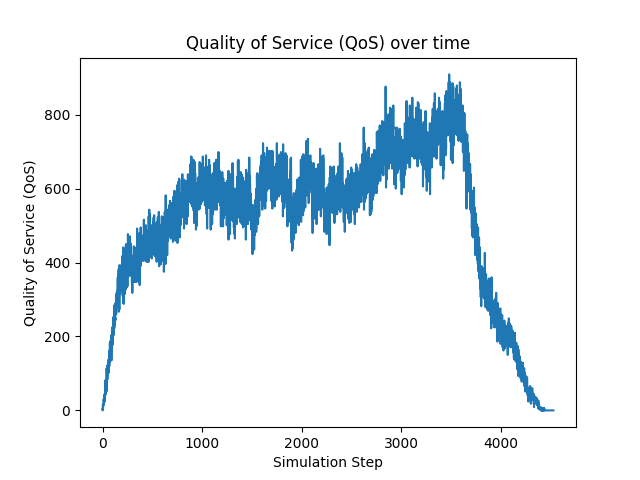 Quality of Service (QoS) over time
Quality of Service (QoS)
800
600
400
200
0
0 1000 2000 3000 4000
Simulation Step